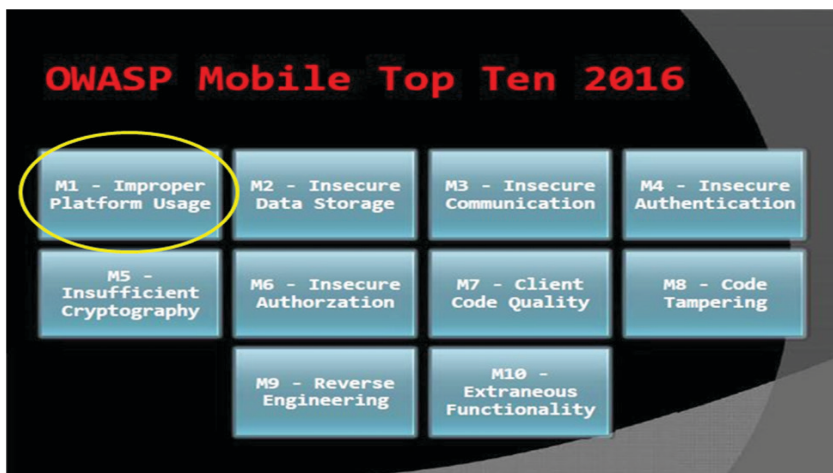 OWASP Mobile Top Ten 2016
M1 - Improper
Platform Usage
M2 - Insecure
Data Storage
M3 - Insecure
Communication
M4 - Insecure
Authentication
M5 -
Insufficient
Cryptography
M6 - Insecure
Authorzation
M7 - Client
Code Quality
M8 - Code
Tampering
M9 - Reverse
Engineering
M10 -
Extraneous
Functionality